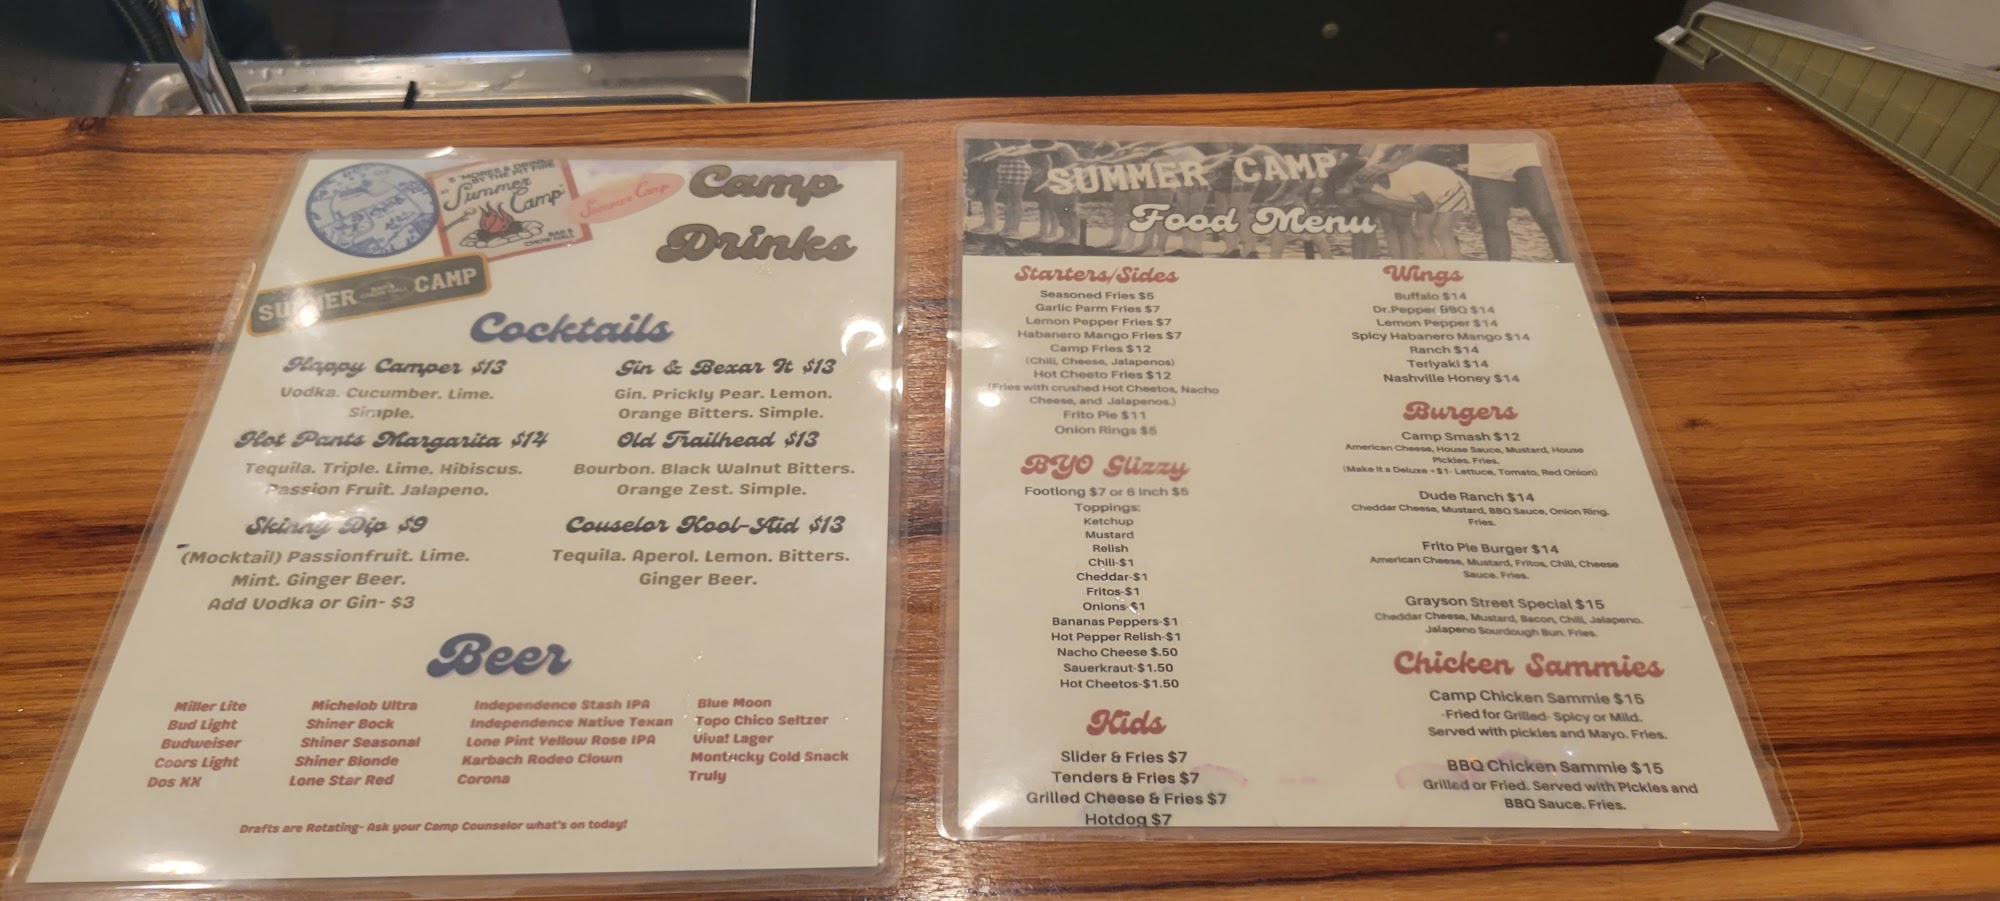 S'MORES & DRINKS
BY THE PIT FIRE
"Summer
Camp"
BAR &
CHOW HALL
Summer Camp
SUMMER BAR & CHOW HALL CAMP
Camp
Drinks
Cocktails
Happy Camper $13
Vodka. Cucumber. Lime.
Simple.
Hot Pants Margarita $14
Tequila. Triple. Lime. Hibiscus.
Passion Fruit. Jalapeno.
Skinny Dip $9
(Mocktail) Passionfruit. Lime.
Mint. Ginger Beer.
Add Vodka or Gin- $3
Gin & Bexar It $13
Gin. Prickly Pear. Lemon.
Orange Bitters. Simple.
Old Trailhead $13
Bourbon. Black Walnut Bitters.
Orange Zest. Simple.
Couselor Kool-Aid $13
Tequila. Aperol. Lemon. Bitters.
Ginger Beer.
Beer
Miller Lite
Bud Light
Budweiser
Coors Light
Dos XX
Michelob Ultra
Shiner Bock
Shiner Seasonal
Shiner Blonde
Lone Star Red
Independence Stash IPA
Independence Native Texan
Lone Pint Yellow Rose IPA
Karbach Rodeo Clown
Corona
Blue Moon
Topo Chico Seltzer
Viva! Lager
Montucky Cold Snack
Truly
Drafts are Rotating- Ask your Camp Counselor what's on today!
SUMMER CAMP
Food Menu
Starters/Sides
Seasoned Fries $5
Garlic Parm Fries $7
Lemon Pepper Fries $7
Habanero Mango Fries $7
Camp Fries $12
(Chili, Cheese, Jalapenos)
Hot Cheeto Fries $12
(Fries with crushed Hot Cheetos, Nacho
Cheese, and Jalapenos.)
Frito Pie $11
Onion Rings $5
BYO Glizzy
Footlong $7 or 6 Inch $5
Toppings:
Ketchup
Mustard
Relish
Chili-$1
Cheddar-$1
Fritos-$1
Onions-$1
Bananas Peppers-$1
Hot Pepper Relish-$1
Nacho Cheese $.50
Sauerkraut-$1.50
Hot Cheetos-$1.50
Kids
Slider & Fries $7
Tenders & Fries $7
Grilled Cheese & Fries $7
Hotdog $7
Wings
Buffalo $14
Dr.Pepper BBQ $14
Lemon Pepper $14
Spicy Habanero Mango $14
Ranch $14
Teriyaki $14
Nashville Honey $14
Burgers
Camp Smash $12
American Cheese, House Sauce, Mustard, House
Pickles. Fries.
(Make it a Deluxe +$1- Lettuce, Tomato, Red Onion)
Dude Ranch $14
Cheddar Cheese, Mustard, BBQ Sauce, Onion Ring.
Fries.
Frito Pie Burger $14
American Cheese, Mustard, Fritos, Chili, Cheese
Sauce. Fries.
Grayson Street Special $15
Cheddar Cheese, Mustard, Bacon, Chili, Jalapeno.
Jalapeno Sourdough Bun. Fries.
Chicken Sammies
Camp Chicken Sammie $15
-Fried for Grilled- Spicy or Mild.
Served with pickles and Mayo. Fries.
BBQ Chicken Sammie $15
Grilled or Fried. Served with Pickles and
BBQ Sauce. Fries.